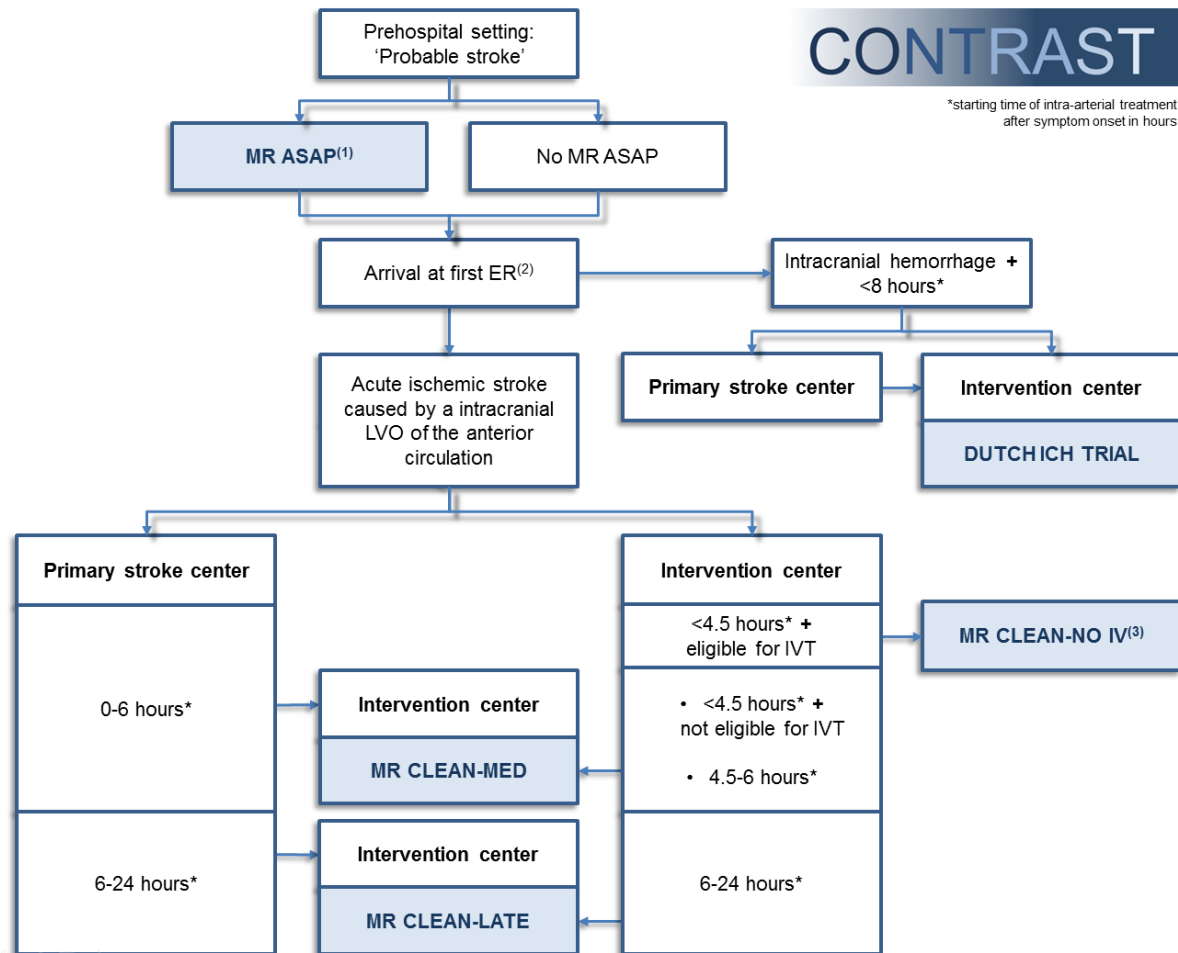 Prehospital setting:
‘Probable stroke’
CONTRAST
*starting time of intra-arterial treatment
after symptom onset in hours
MR ASAP(1)
No MR ASAP
Arrival at first ER(2)
Intracranial hemorrhage +
<8 hours*
Acute ischemic stroke
caused by a intracranial
LVO of the anterior
circulation
Primary stroke center
Intervention center
DUTCH ICH TRIAL
Primary stroke center
0-6 hours*
6-24 hours*
Intervention center
MR CLEAN-MED
Intervention center
MR CLEAN-LATE
Intervention center
<4.5 hours* +
eligible for IVT
• <4.5 hours* +
not eligible for IVT
• 4.5-6 hours*
6-24 hours*
MR CLEAN-NO IV(3)